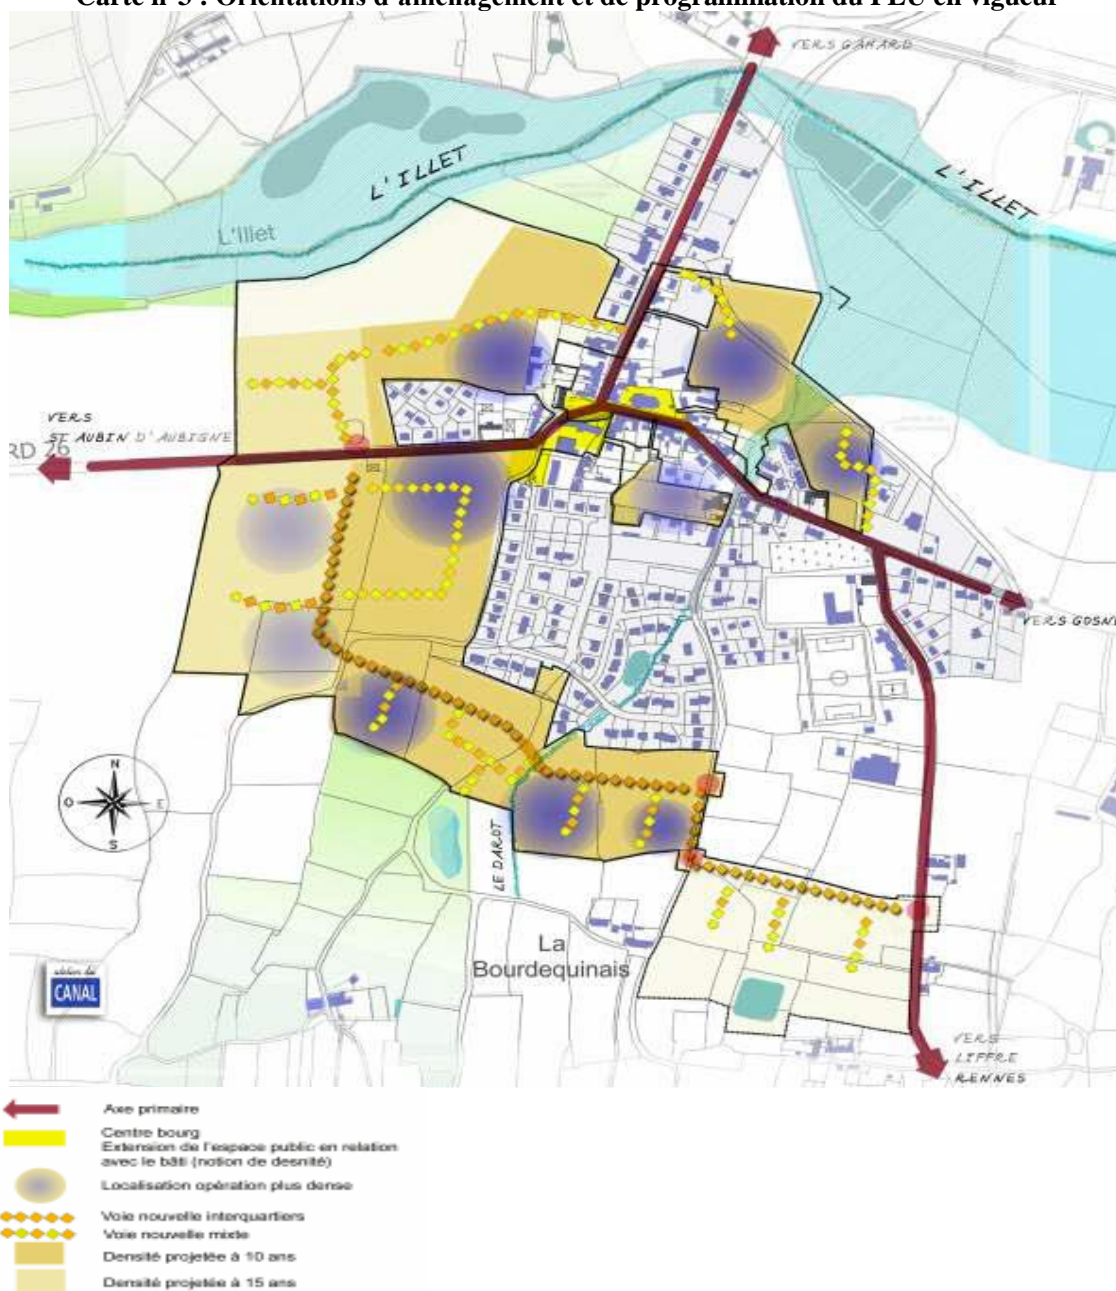 Carte n°3 : Orientations d'aménagement et de programmation du PLU en vigueur
VERS GAHARD
L'ILLET
L'ILLET
L'Illet
VERS
ST AUBIN D'AUBIGNE
RD 26
VERS GOSNE
N
O
E
S
LE DAROT
La
Bourdequinais
CANAL
VERS
LIFFRE
RENNES
Axe primaire
Centre bourg
Extension de l'espace public en relation
avec le bâti (notion de desnité)
Localisation opération plus dense
Voie nouvelle interquartiers
Voie nouvelle mixte
Densité projetée à 10 ans
Densité projetée à 15 ans